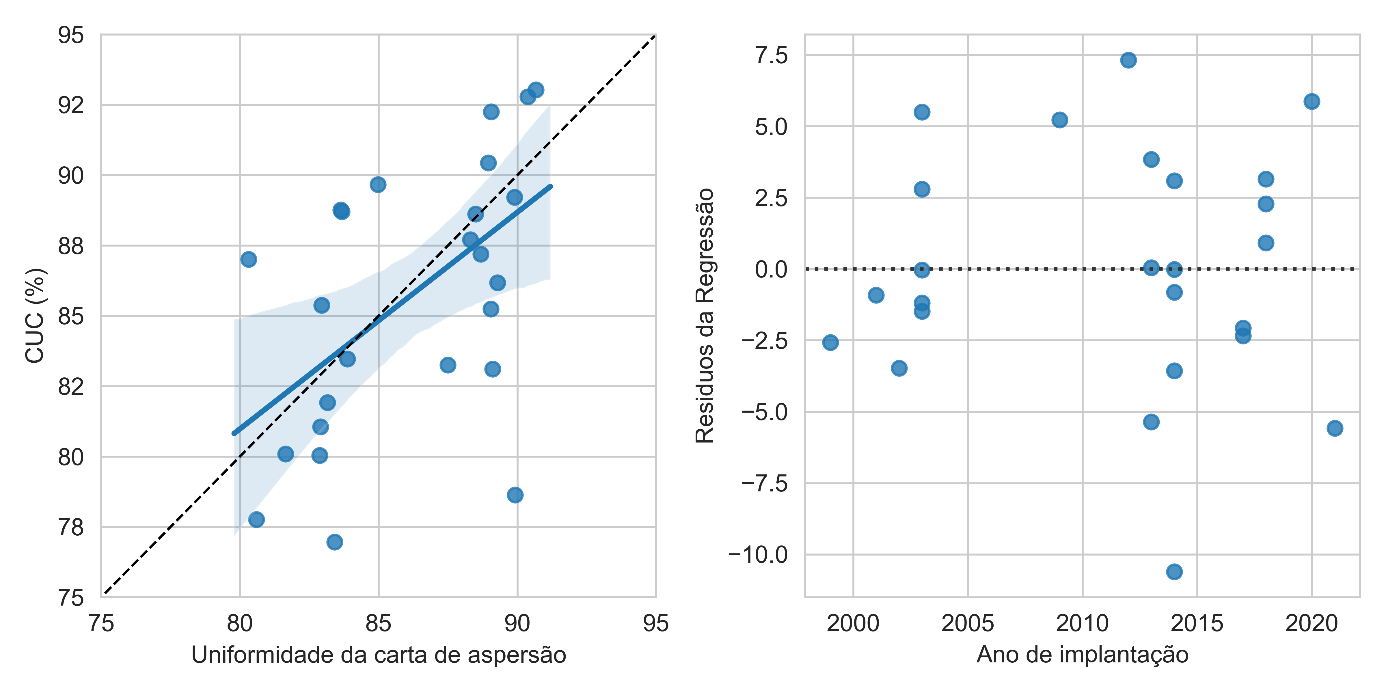 95
92
90
88
85
82
80
78
75
CUC (%)
75 80 85 90 95
Uniformidade da carta de aspersão
7.5
5.0
2.5
0.0
−2.5
−5.0
−7.5
−10.0
Residuos da Regressão
2000 2005 2010 2015 2020
Ano de implantação